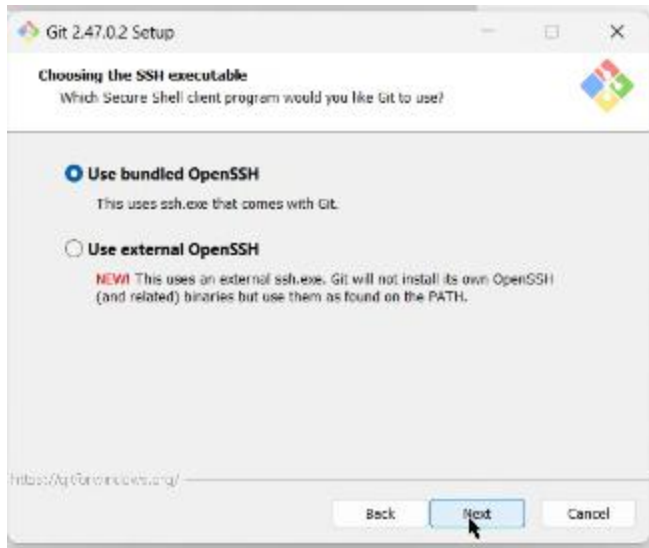 Git 2.47.0.2 Setup
Choosing the SSH executable
Which Secure Shell client program would you like Git to use?
Use bundled OpenSSH
This uses ssh.exe that comes with Git.
Use external OpenSSH
NEW! This uses an external ssh.exe. Git will not install its own OpenSSH
(and related) binaries but use them as found on the PATH.
https://gitforwindows.org/
Back
Next
Cancel